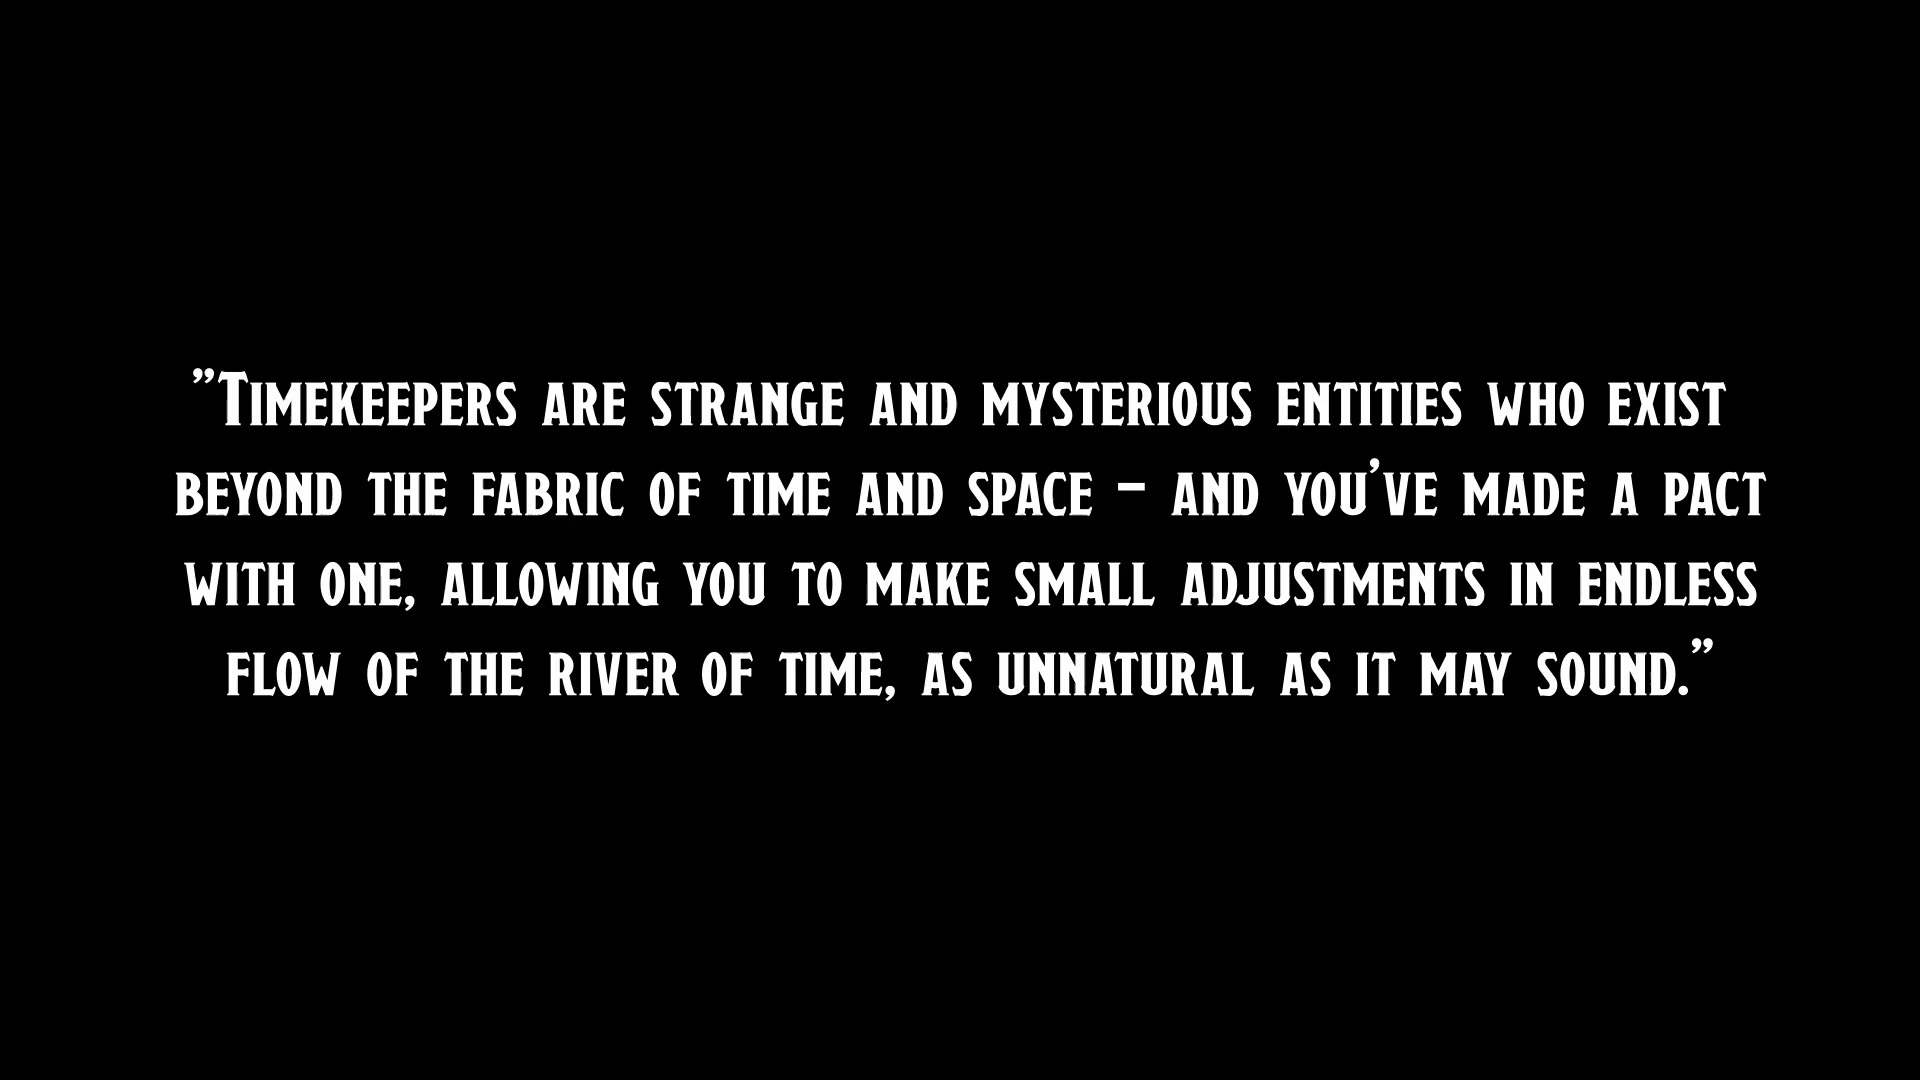 ”Timekeepers are strange and mysterious entities who exist
beyond the fabric of time and space – and you’ve made a pact
with one, allowing you to make small adjustments in endless
flow of the river of time, as unnatural as it may sound.”